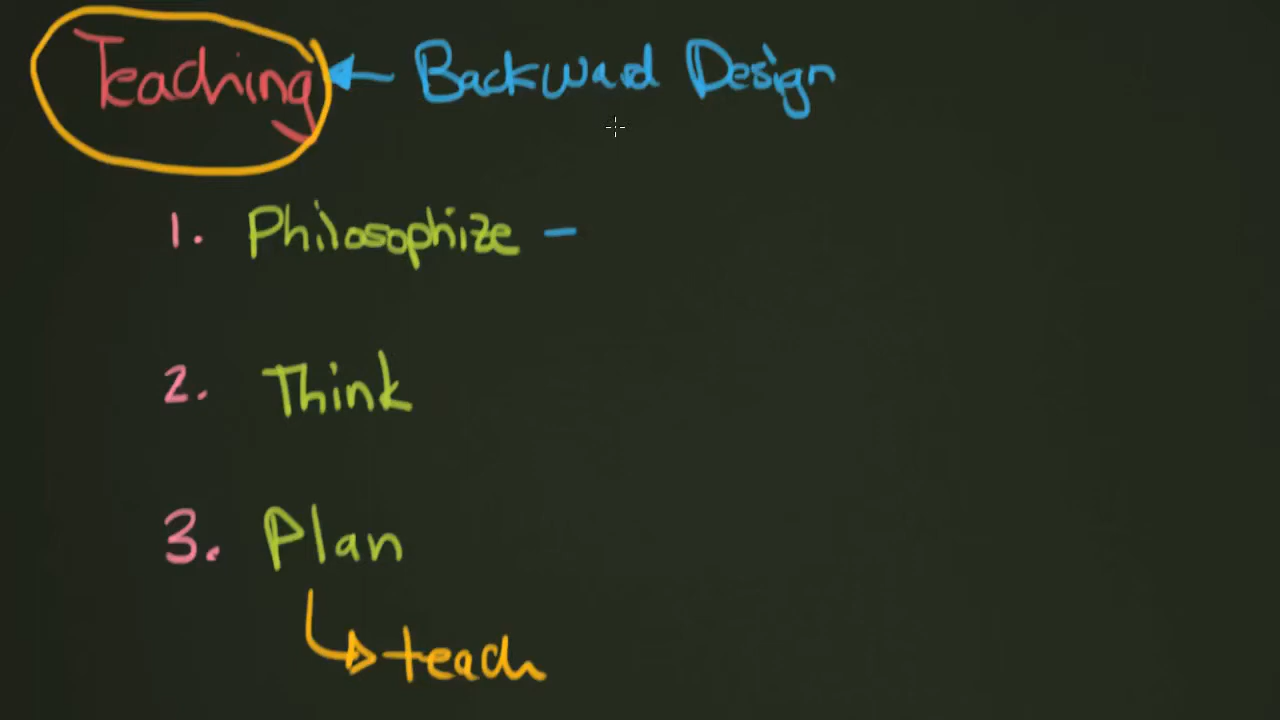 Teaching ← Backward Design
1. Philosophize -
2. Think
3. Plan
teach